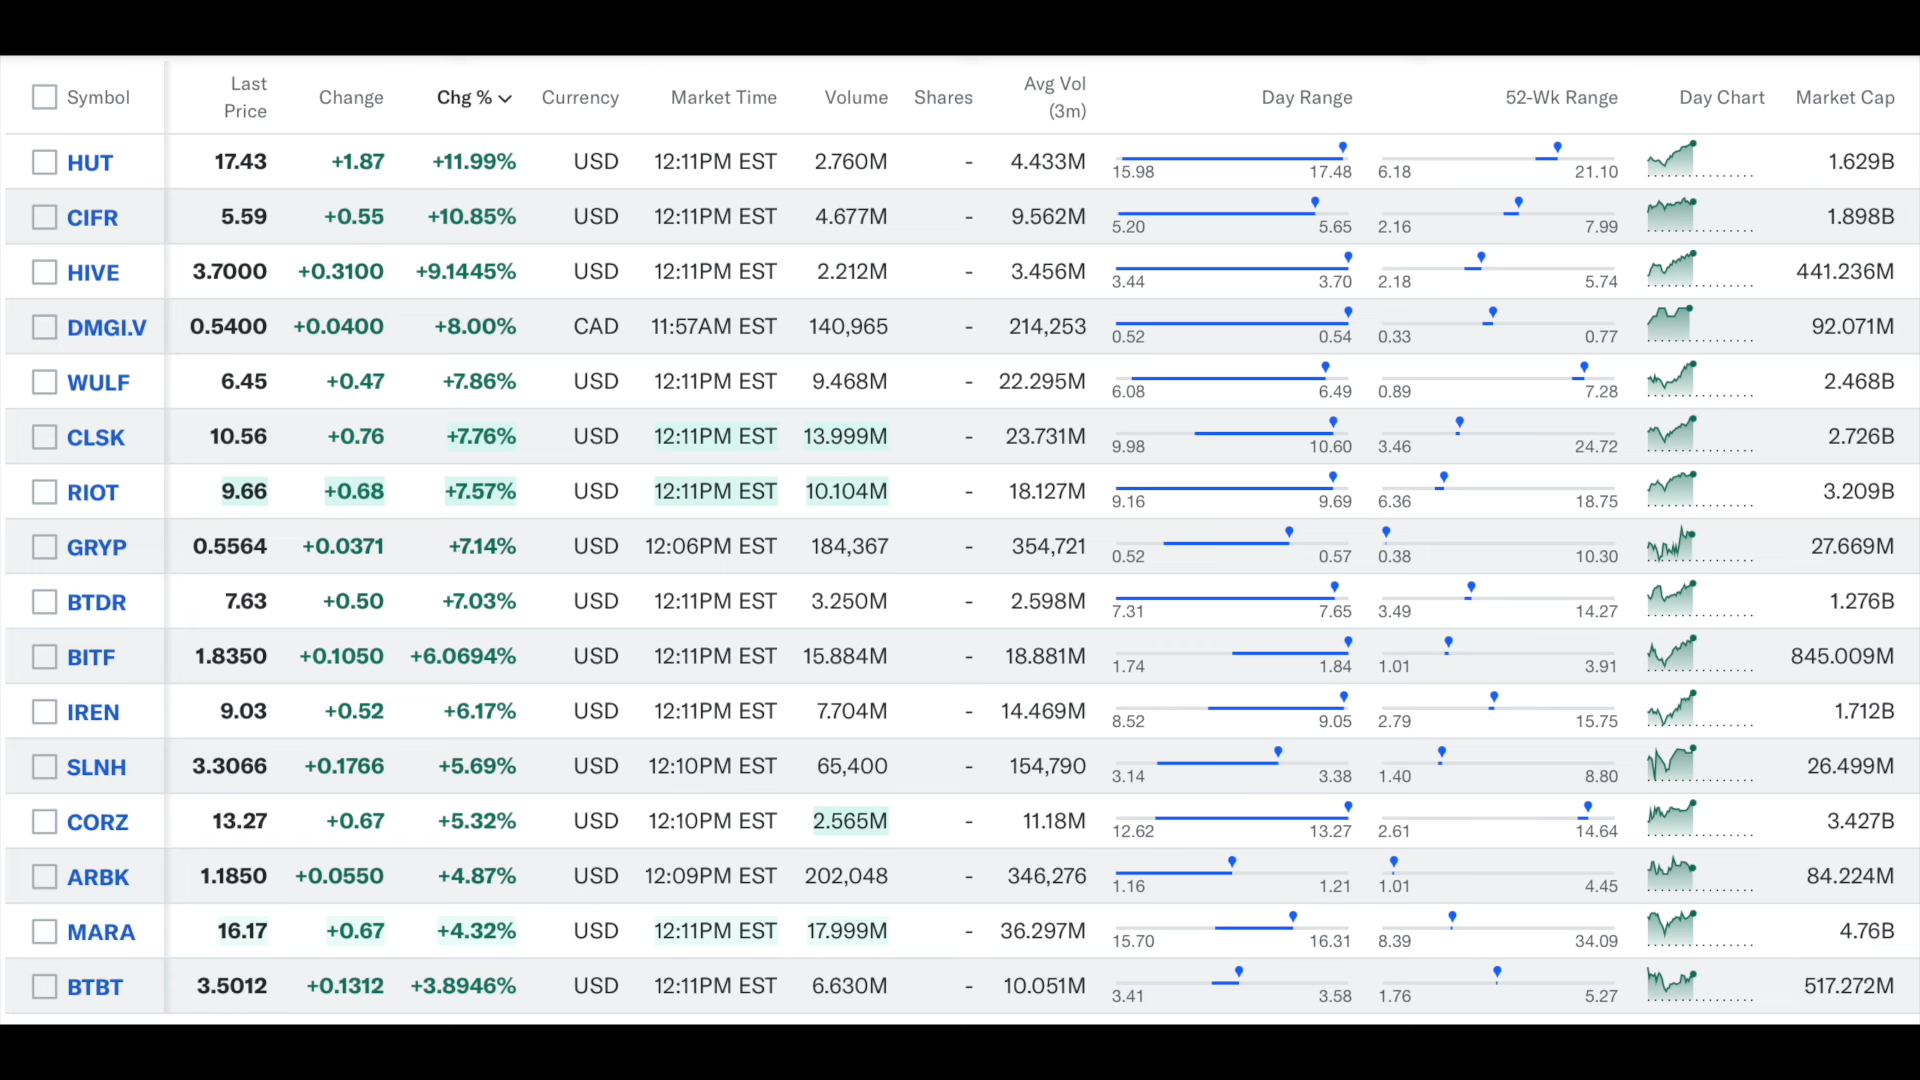 Symbol Last Price Change Chg % Currency Market Time Volume Shares Avg Vol (3m) Day Range 52-Wk Range Day Chart Market Cap
HUT 17.43 +1.87 +11.99% USD 12:11PM EST 2.760M - 4.433M 15.98 17.48 6.18 21.10 1.629B
CIFR 5.59 +0.55 +10.85% USD 12:11PM EST 4.677M - 9.562M 5.20 5.65 2.16 7.99 1.898B
HIVE 3.7000 +0.3100 +9.1445% USD 12:11PM EST 2.212M - 3.456M 3.44 3.70 2.18 5.74 441.236M
DMGI.V 0.5400 +0.0400 +8.00% CAD 11:57AM EST 140,965 - 214,253 0.52 0.54 0.33 0.77 92.071M
WULF 6.45 +0.47 +7.86% USD 12:11PM EST 9.468M - 22.295M 6.08 6.49 0.89 7.28 2.468B
CLSK 10.56 +0.76 +7.76% USD 12:11PM EST 13.999M - 23.731M 9.98 10.60 3.46 24.72 2.726B
RIOT 9.66 +0.68 +7.57% USD 12:11PM EST 10.104M - 18.127M 9.16 9.69 6.36 18.75 3.209B
GRYP 0.5564 +0.0371 +7.14% USD 12:06PM EST 184,367 - 354,721 0.52 0.57 0.38 10.30 27.669M
BTDR 7.63 +0.50 +7.03% USD 12:11PM EST 3.250M - 2.598M 7.31 7.65 3.49 14.27 1.276B
BITF 1.8350 +0.1050 +6.0694% USD 12:11PM EST 15.884M - 18.881M 1.74 1.84 1.01 3.91 845.009M
IREN 9.03 +0.52 +6.17% USD 12:11PM EST 7.704M - 14.469M 8.52 9.05 2.79 15.75 1.712B
SLNH 3.3066 +0.1766 +5.69% USD 12:10PM EST 65,400 - 154,790 3.14 3.38 1.40 8.80 26.499M
CORZ 13.27 +0.67 +5.32% USD 12:10PM EST 2.565M - 11.18M 12.62 13.27 2.61 14.64 3.427B
ARBK 1.1850 +0.0550 +4.87% USD 12:09PM EST 202,048 - 346,276 1.16 1.21 1.01 4.45 84.224M
MARA 16.17 +0.67 +4.32% USD 12:11PM EST 17.999M - 36.297M 15.70 16.31 8.39 34.09 4.76B
BTBT 3.5012 +0.1312 +3.8946% USD 12:11PM EST 6.630M - 10.051M 3.41 3.58 1.76 5.27 517.272M